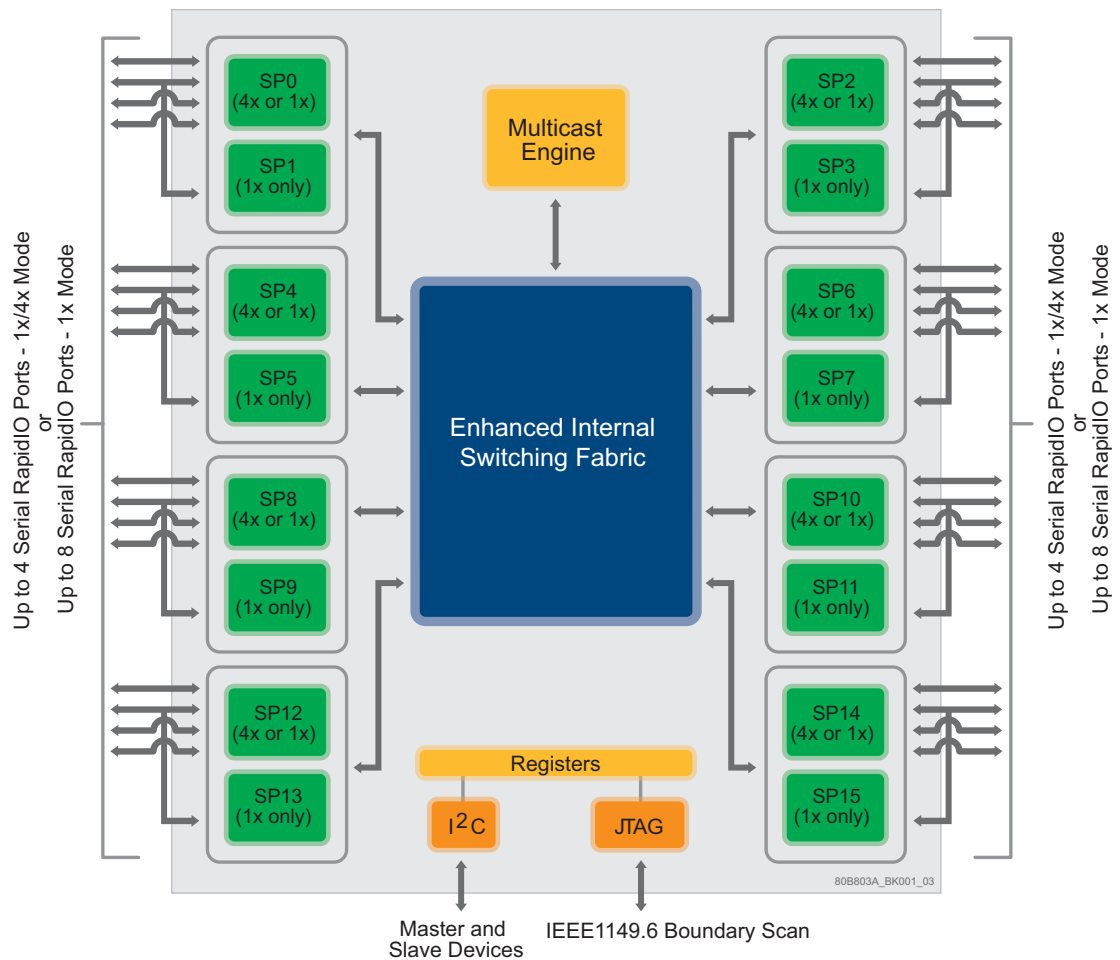 SP0
(4x or 1x)
SP1
(1x only)
SP4
(4x or 1x)
SP5
(1x only)
SP8
(4x or 1x)
SP9
(1x only)
SP12
(4x or 1x)
SP13
(1x only)
Up to 4 Serial RapidIO Ports - 1x/4x Mode
or
Up to 8 Serial RapidIO Ports - 1x Mode
Multicast
Engine
Enhanced Internal
Switching Fabric
Registers
I2C
JTAG
Master and
Slave Devices
IEEE1149.6 Boundary Scan
SP2
(4x or 1x)
SP3
(1x only)
SP6
(4x or 1x)
SP7
(1x only)
SP10
(4x or 1x)
SP11
(1x only)
SP14
(4x or 1x)
SP15
(1x only)
Up to 4 Serial RapidIO Ports - 1x/4x Mode
or
Up to 8 Serial RapidIO Ports - 1x Mode
80B803A_BK001_03